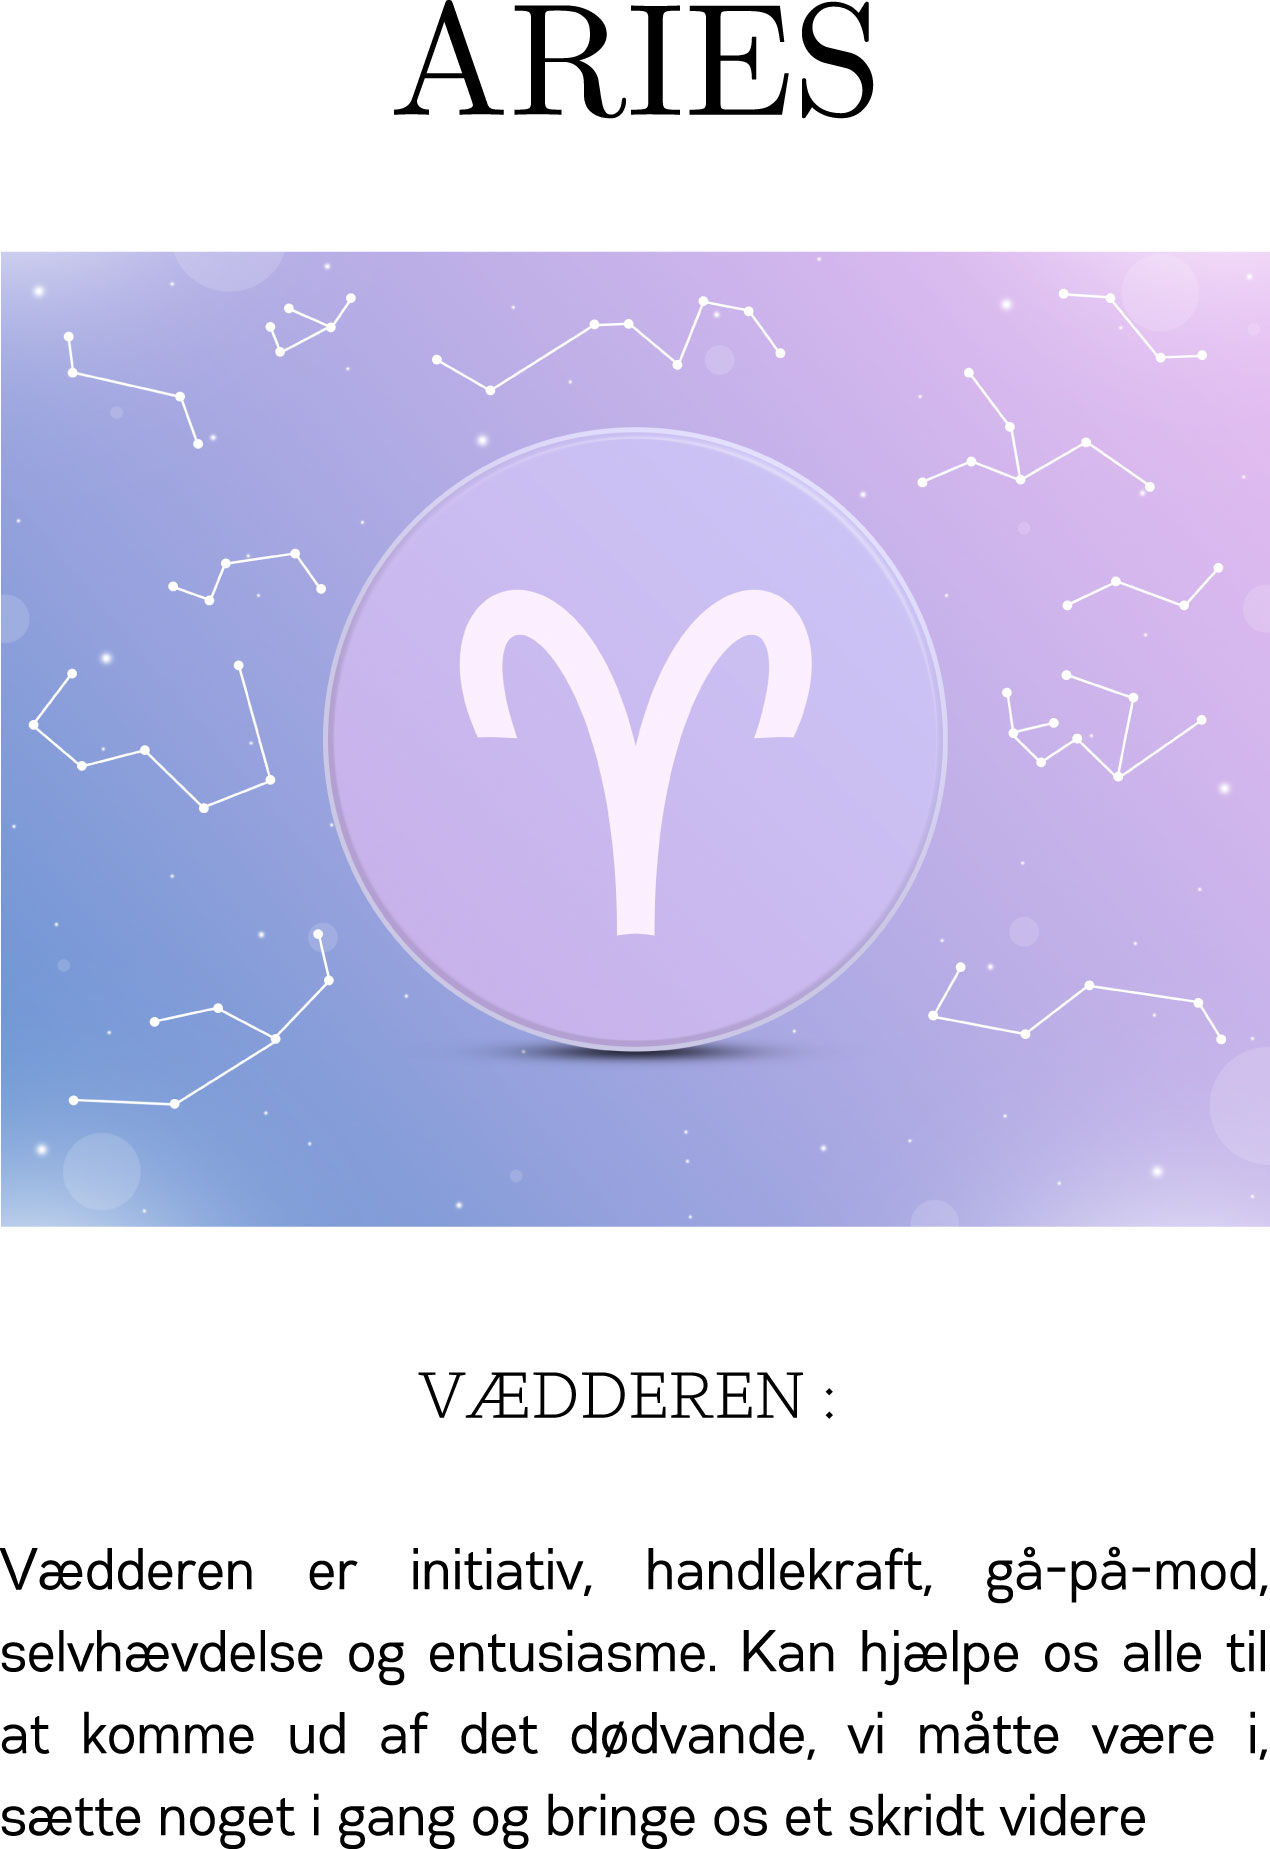 ARIES
VÆDDEREN :
Vædderen er initiativ, handlekraft, gå-på-mod,
selvhævdelse og entusiasme. Kan hjælpe os alle til
at komme ud af det dødvande, vi måtte være i,
sætte noget i gang og bringe os et skridt videre